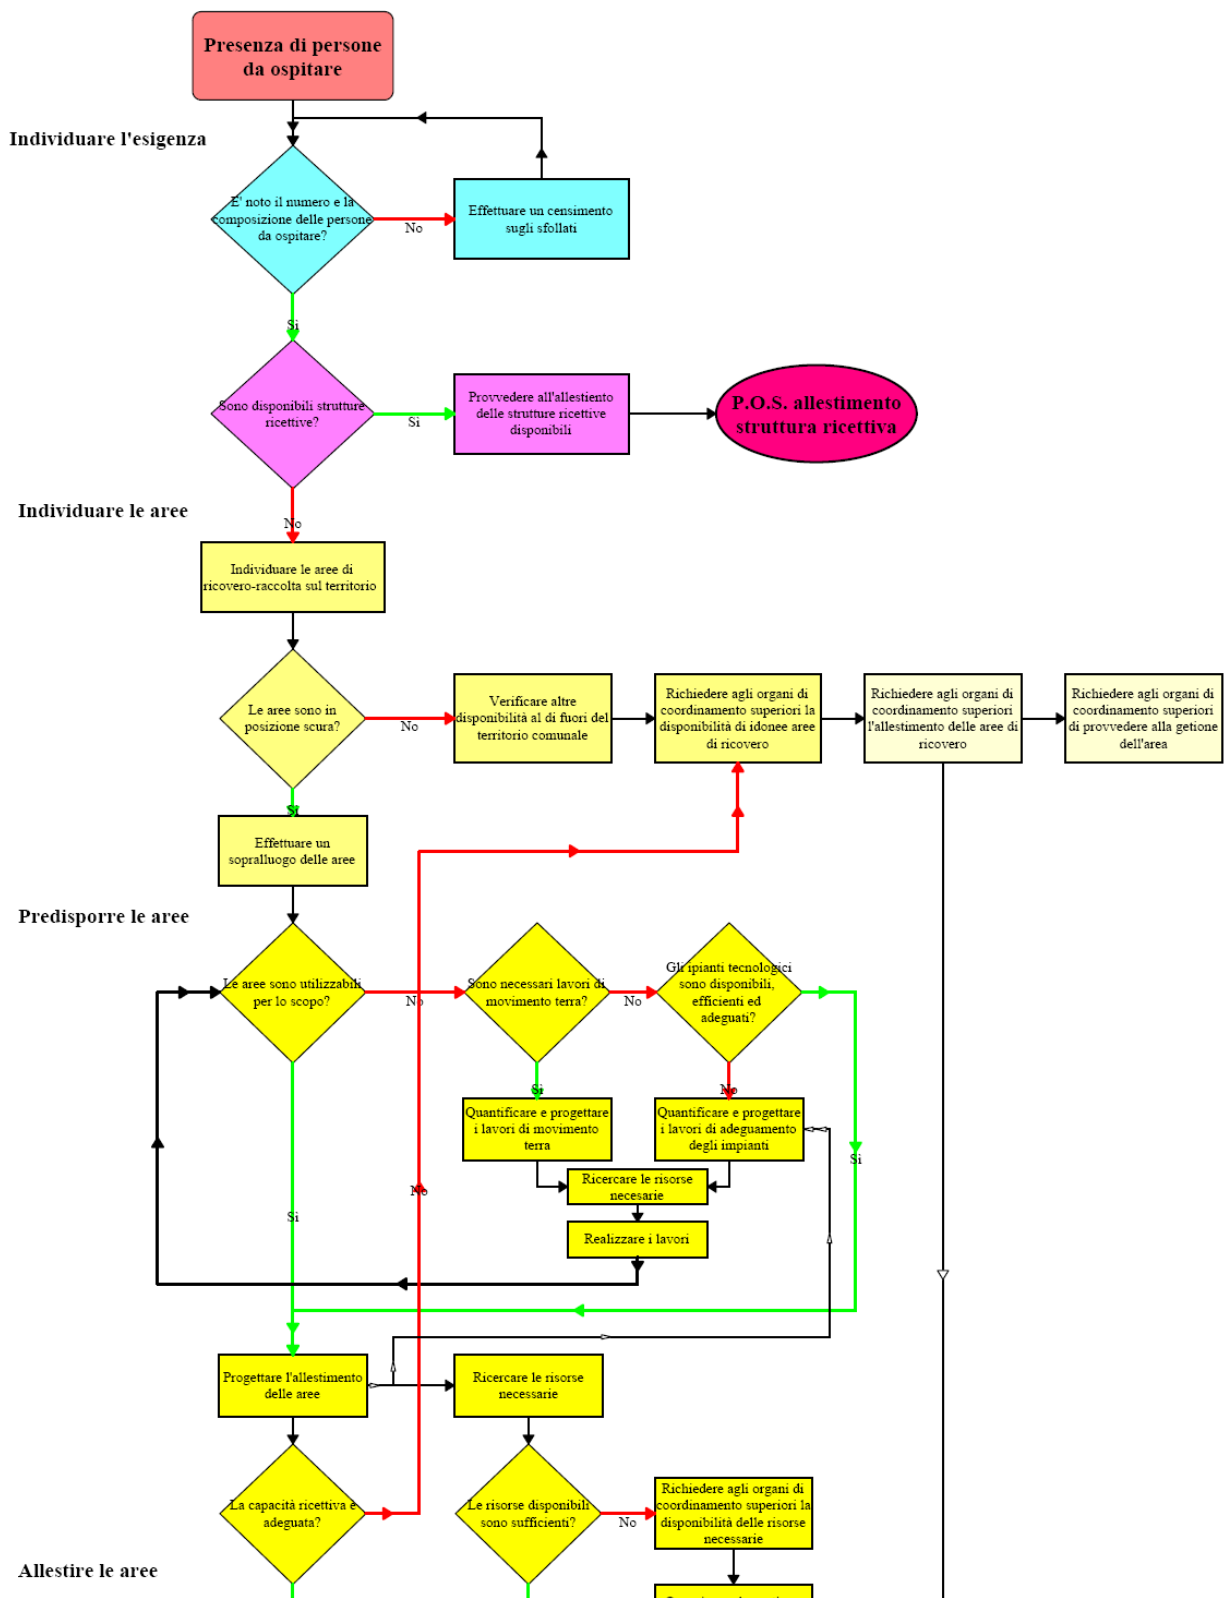 Presenza di persone
da ospitare
Individuare l'esigenza
E' noto il numero e la
composizione delle persone
da ospitare?
No
Effettuare un censimento
sugli sfollati
Si
Sono disponibili strutture
ricettive?
Si
Provvedere all'allestiento
delle strutture ricettive
disponibili
P.O.S. allestimento
struttura ricettiva
Individuare le aree
No
Individuare le aree di
ricovero-raccolta sul territorio
Le aree sono in
posizione scura?
No
Verificare altre
disponibilità al di fuori del
territorio comunale
Richiedere agli organi di
coordinamento superiori la
disponibilità di idonee aree
di ricovero
Richiedere agli organi di
coordinamento superiori
l'allestimento delle aree di
ricovero
Richiedere agli organi di
coordinamento superiori
di provvedere alla getione
dell'area
Si
Effettuare un
sopralluogo delle aree
Predisporre le aree
Le aree sono utilizzabili
per lo scopo?
No
Sono necessari lavori di
movimento terra?
No
Gli ipianti tecnologici
sono disponibili,
efficienti ed
adeguati?
Si
No
Quantificare e progettare
i lavori di movimento
terra
Quantificare e progettare
i lavori di adeguamento
degli impianti
Si
Ricercare le risorse
necesarie
No
Si
Realizzare i lavori
Progettare l'allestimento
delle aree
Ricercare le risorse
necessarie
La capacità ricettiva è
adeguata?
Le risorse disponibili
sono sufficienti?
No
Richiedere agli organi di
coordinamento superiori la
disponibilità delle risorse
necessarie
Allestire le aree